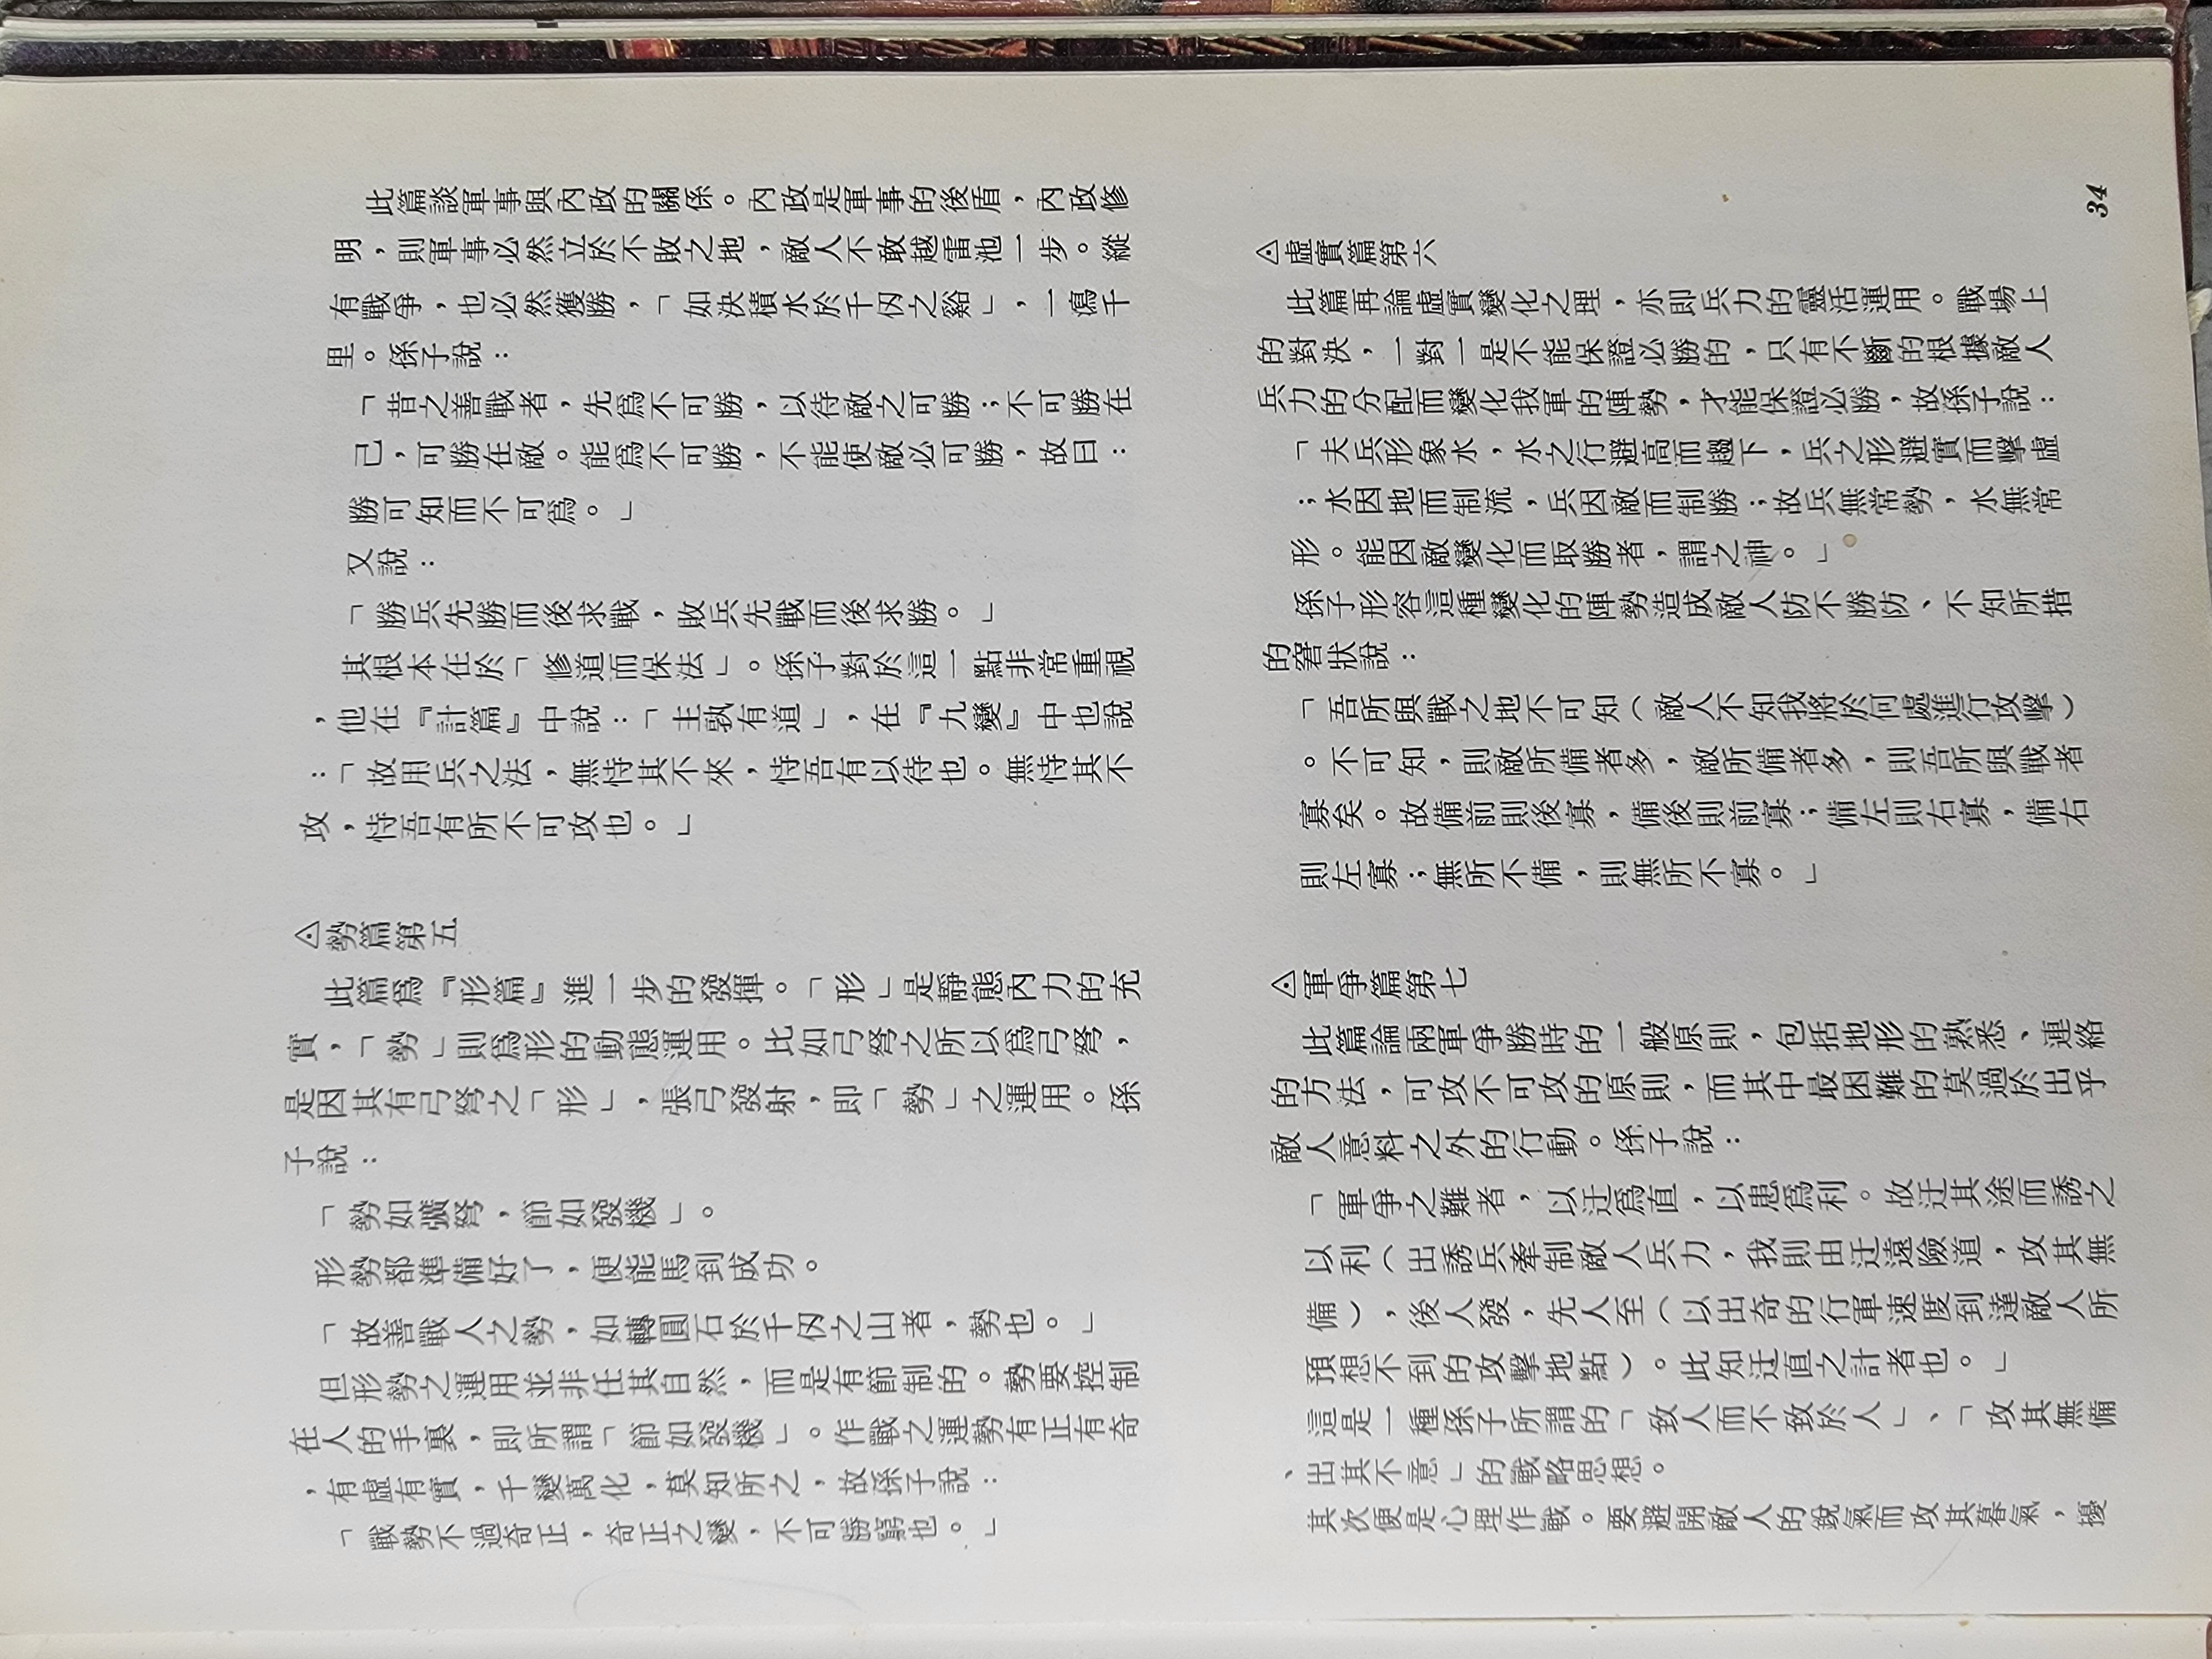 此篇談軍事與內政的關係。內政是軍事的後盾，內政修
明，則軍事必然立於不敗之地，敵人不敢越雷池一步。縱
有戰爭，也必然獲勝，「如決積水於千仞之谿」，一瀉千
里。孫子說：
「昔之善戰者，先爲不可勝，以待敵之可勝；不可勝在
己，可勝在敵。能爲不可勝，不能使敵必可勝，故曰：
勝可知而不可爲。」
又說：
「勝兵先勝而後求戰，敗兵先戰而後求勝。」
其根本在於「修道而保法」。孫子對於這一點非常重視
，他在『計篇』中說：「主孰有道」，在『九變』中也說
：「故用兵之法，無恃其不來，恃吾有以待也。無恃其不
攻，恃吾有所不可攻也。」
◬勢篇第五
此篇爲『形篇』進一步的發揮。「形」是靜態內力的充
實，「勢」則爲形的動態運用。比如弓弩之所以爲弓弩，
是因其有弓弩之「形」，張弓發射，即「勢」之運用。孫
子說：
「勢如彍弩，節如發機」。
形勢都準備好了，便能馬到成功。
「故善戰人之勢，如轉圓石於千仞之山者，勢也。」
但形勢之運用並非任其自然，而是有節制的。勢要控制
在人的手裏，即所謂「節如發機」。作戰之運勢有正有奇
，有虛有實，千變萬化，莫知所之，故孫子說：
「戰勢不過奇正，奇正之變，不可勝窮也。」
◬虛實篇第六
此篇再論虛實變化之理，亦即兵力的靈活運用。戰場上
的對決，一對一是不能保證必勝的，只有不斷的根據敵人
兵力的分配而變化我軍的陣勢，才能保證必勝，故孫子說：
「夫兵形象水，水之行避高而趨下，兵之形避實而擊虛
；水因地而制流，兵因敵而制勝；故兵無常勢，水無常
形。能因敵變化而取勝者，謂之神。」
孫子形容這種變化的陣勢造成敵人防不勝防、不知所措
的窘狀說：
「吾所與戰之地不可知（敵人不知我將於何處進行攻擊）
。不可知，則敵所備者多，敵所備者多，則吾所與戰者
寡矣。故備前則後寡，備後則前寡；備左則右寡，備右
則左寡；無所不備，則無所不寡。」
◬軍爭篇第七
此篇論兩軍爭勝時的一般原則，包括地形的熟悉、連絡
的方法，可攻不可攻的原則，而其中最困難的莫過於出乎
敵人意料之外的行動。孫子說：
「軍爭之難者，以迂爲直，以患爲利。故迂其途而誘之
以利（出誘兵牽制敵人兵力，我則由迂遠險道，攻其無
備），後人發，先人至（以出奇的行軍速度到達敵人所
預想不到的攻擊地點）。此知迂直之計者也。」
這是一種孫子所謂的「致人而不致於人」、「攻其無備
、出其不意」的戰略思想。
其次便是心理作戰。要避開敵人的銳氣而攻其暮氣，擾
34